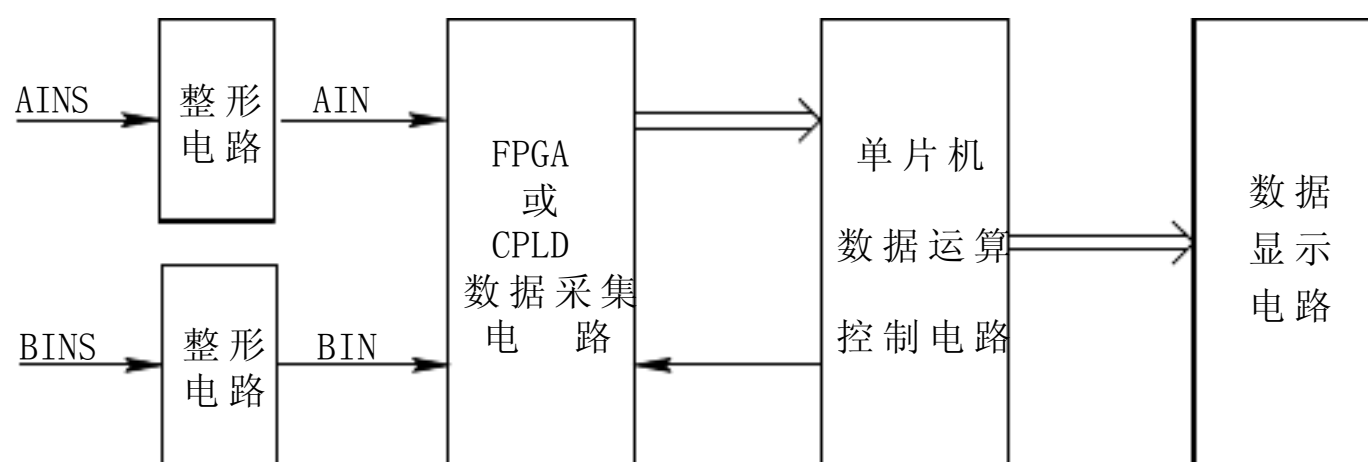 AINS
整形
电路
AIN
BINS
整形
电路
BIN
FPGA
或
CPLD
数据采集
电 路
单片机
数据运算
控制电路
数据
显示
电路